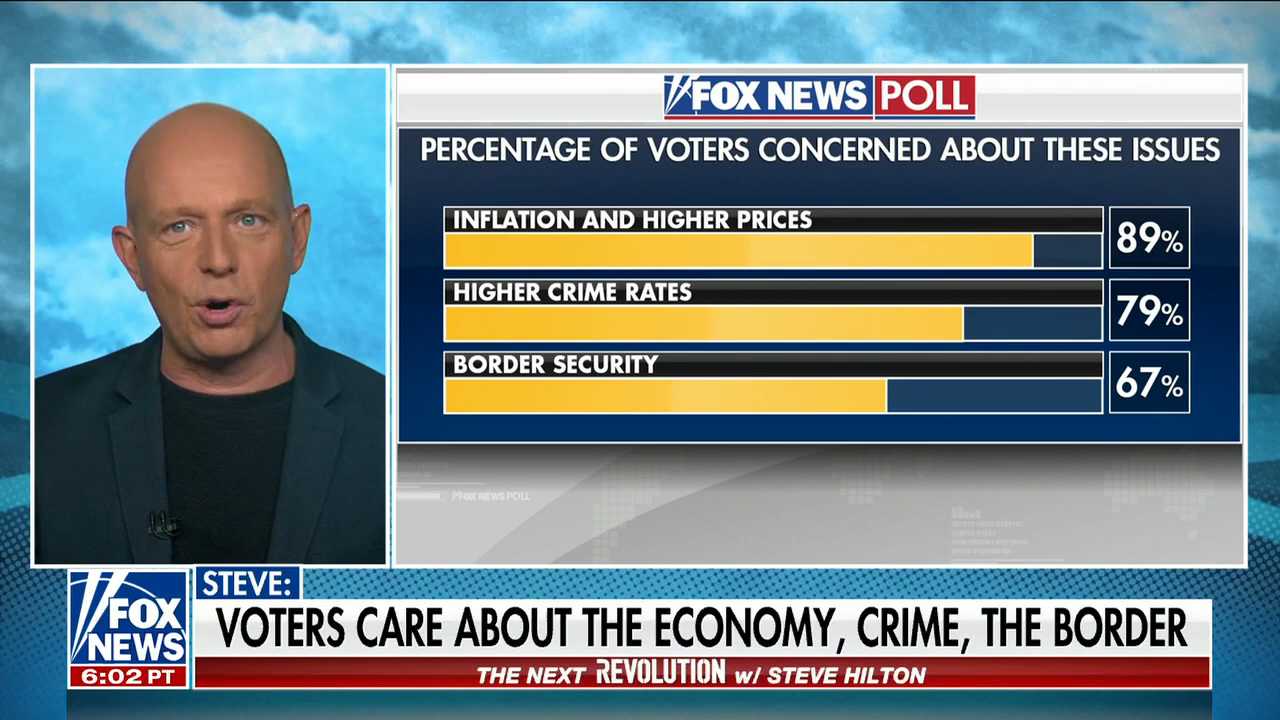 FOX NEWS POLL
PERCENTAGE OF VOTERS CONCERNED ABOUT THESE ISSUES
INFLATION AND HIGHER PRICES
89%
HIGHER CRIME RATES
79%
BORDER SECURITY
67%
FOX NEWS POLL
STEVE:
FOX
NEWS
VOTERS CARE ABOUT THE ECONOMY, CRIME, THE BORDER
6:02 PT
THE NEXT REVOLUTION w/ STEVE HILTON